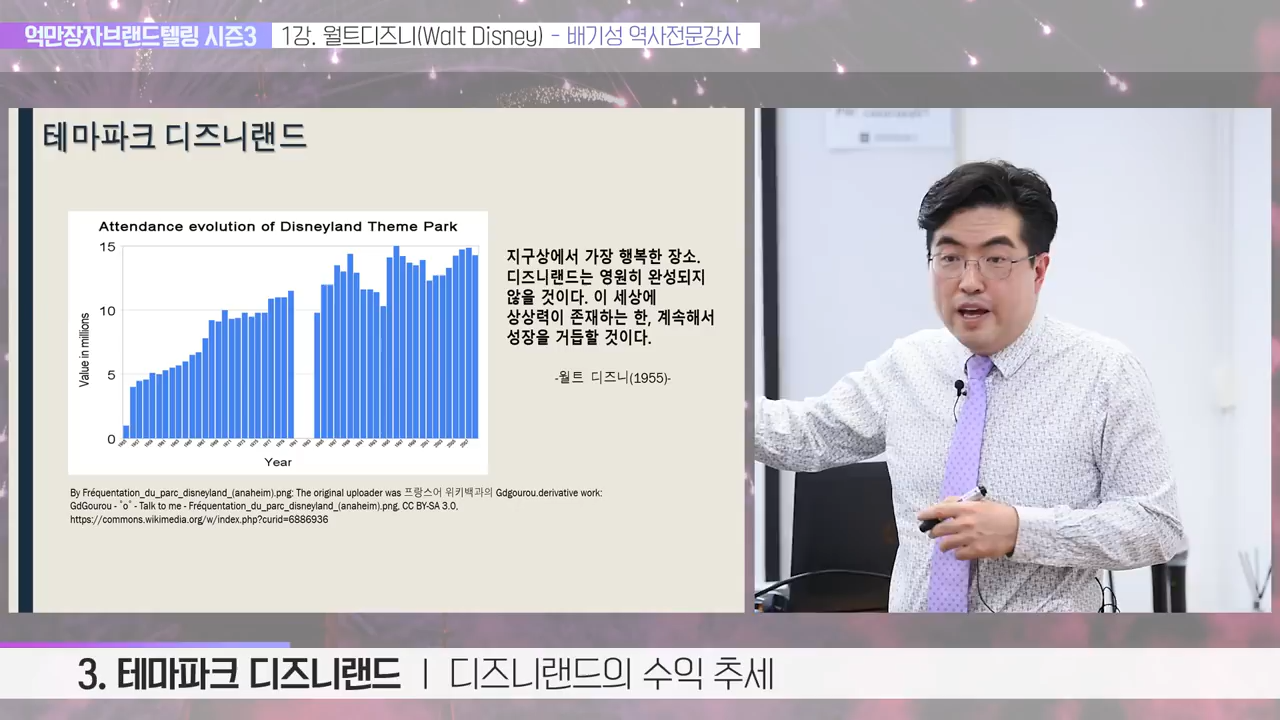 억만장자브랜드텔링 시즌3
1강. 월트디즈니(Walt Disney) - 배기성 역사전문강사
테마파크 디즈니랜드
Attendance evolution of Disneyland Theme Park
15
10
5
0
Value in millions
Year
지구상에서 가장 행복한 장소.
디즈니랜드는 영원히 완성되지
않을 것이다. 이 세상에
상상력이 존재하는 한, 계속해서
성장을 거듭할 것이다.
-월트 디즈니(1955)-
By Fréquentation_du_parc_disneyland_(anaheim).png: The original uploader was 프랑스어 위키백과의 Gdgourou.derivative work:
GdGourou - °o° - Talk to me - Fréquentation_du_parc_disneyland_(anaheim).png, CC BY-SA 3.0,
https://commons.wikimedia.org/w/index.php?curid=6886936
3. 테마파크 디즈니랜드 | 디즈니랜드의 수익 추세